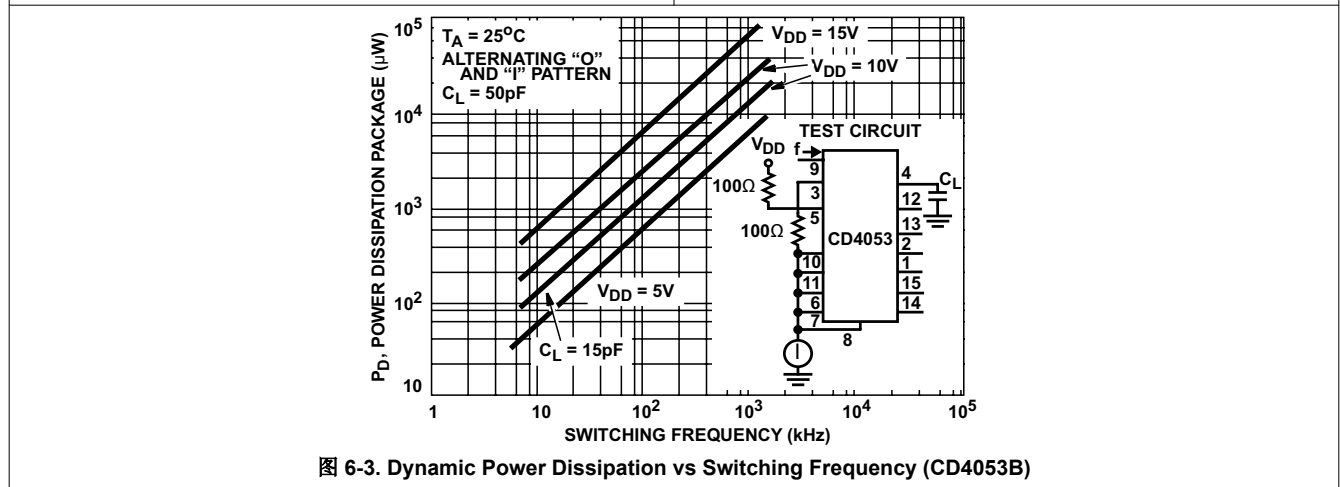 P_D, POWER DISSIPATION PACKAGE (μW)
10⁵
10⁴
10³
10²
10
T_A = 25°C
ALTERNATING “O”
AND “I” PATTERN
C_L = 50pF
V_DD = 15V
V_DD = 10V
V_DD = 5V
C_L = 15pF
TEST CIRCUIT
V_DD
f
100Ω
100Ω
9
3
5
10
11
6
7
8
CD4053
4
12
13
2
1
15
14
C_L
I
1
10
10²
10³
10⁴
10⁵
SWITCHING FREQUENCY (kHz)
图 6-3. Dynamic Power Dissipation vs Switching Frequency (CD4053B)